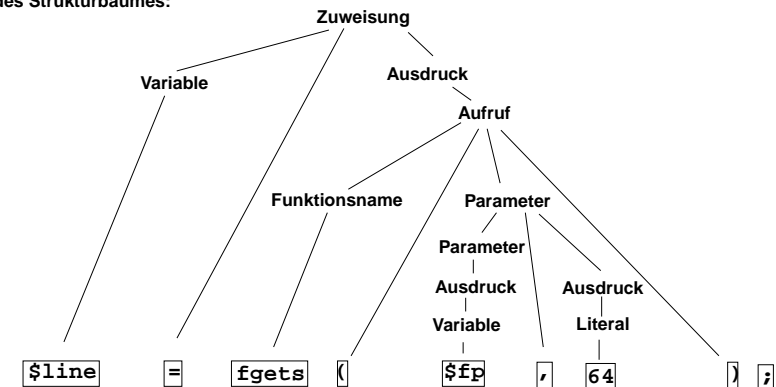 des Strukturbaumes:
Zuweisung
Variable
Ausdruck
Aufruf
Funktionsname
Parameter
Parameter
Ausdruck
Ausdruck
Variable
Literal
$line = fgets ( $fp , 64 ) ;